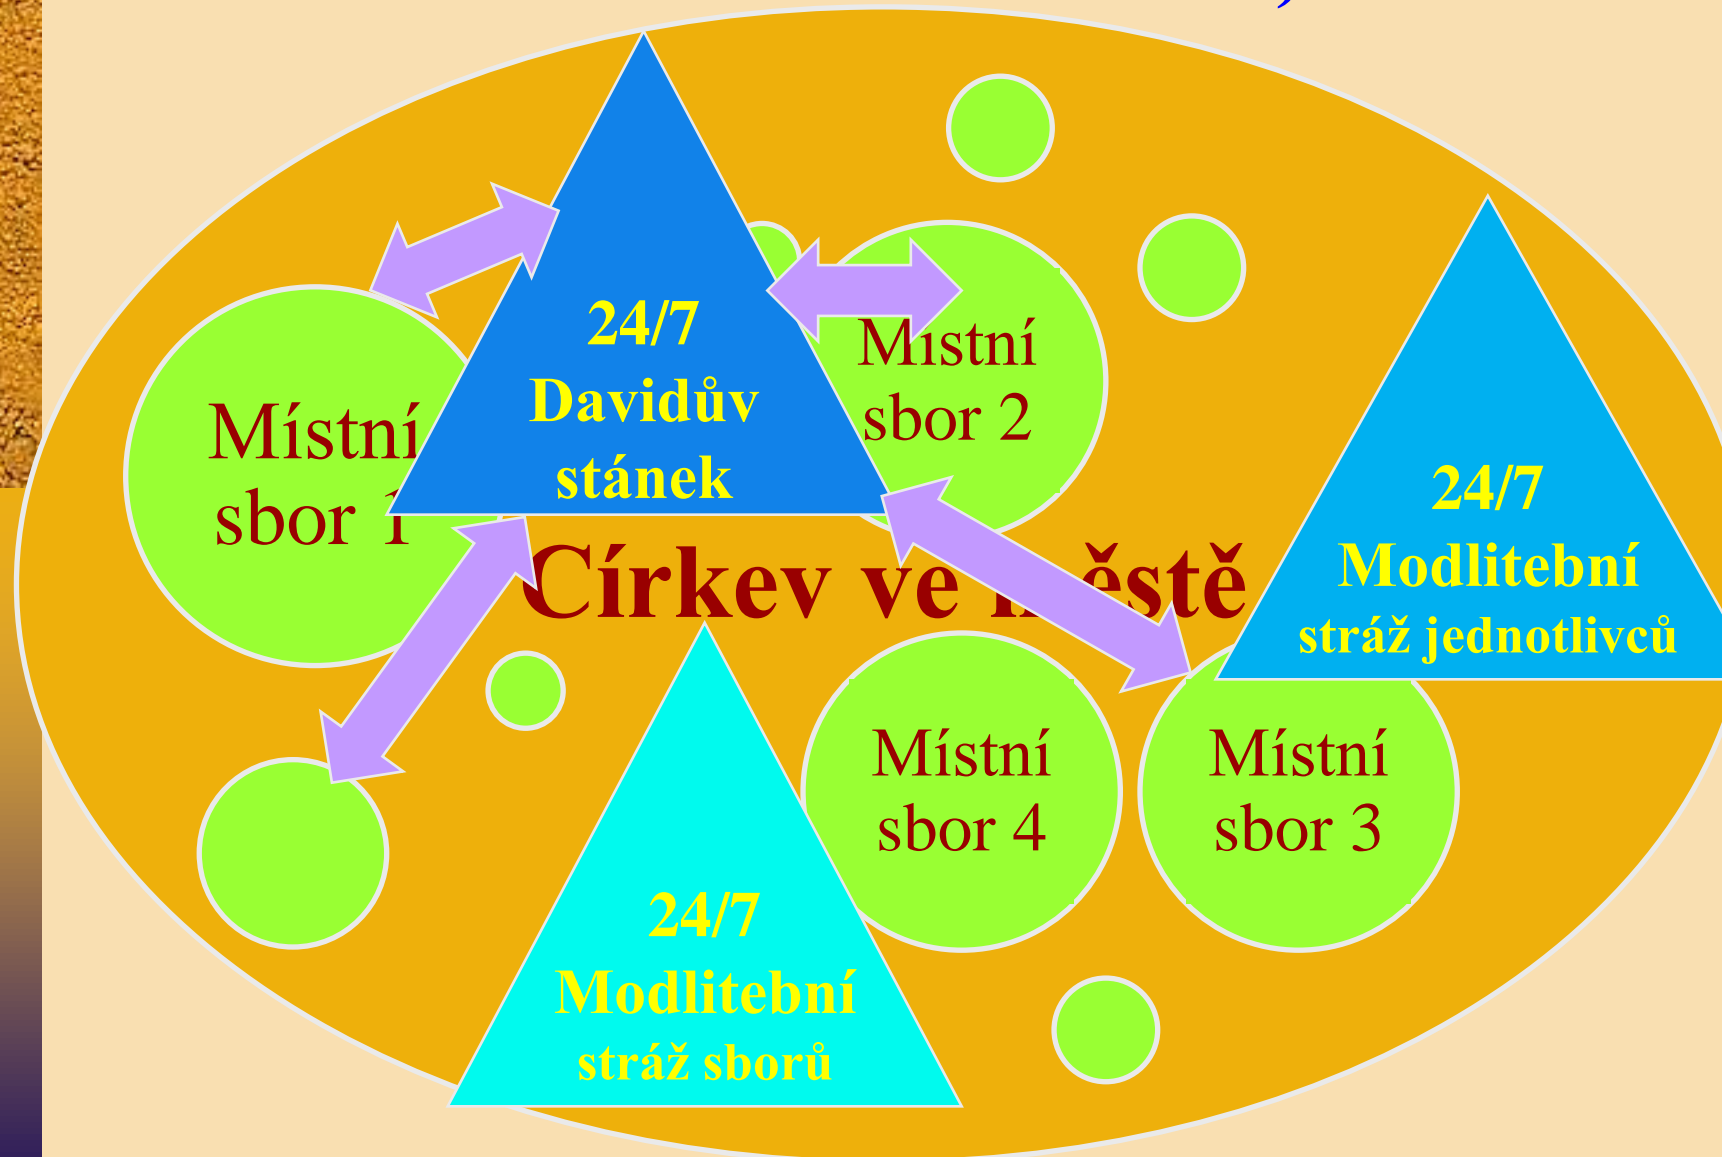 24/7
Davidův
stánek
Místní
sbor 1
Místní
sbor 2
Církev ve městě
24/7
Modlitební
stráž jednotlivců
24/7
Modlitební
stráž sborů
Místní
sbor 4
Místní
sbor 3